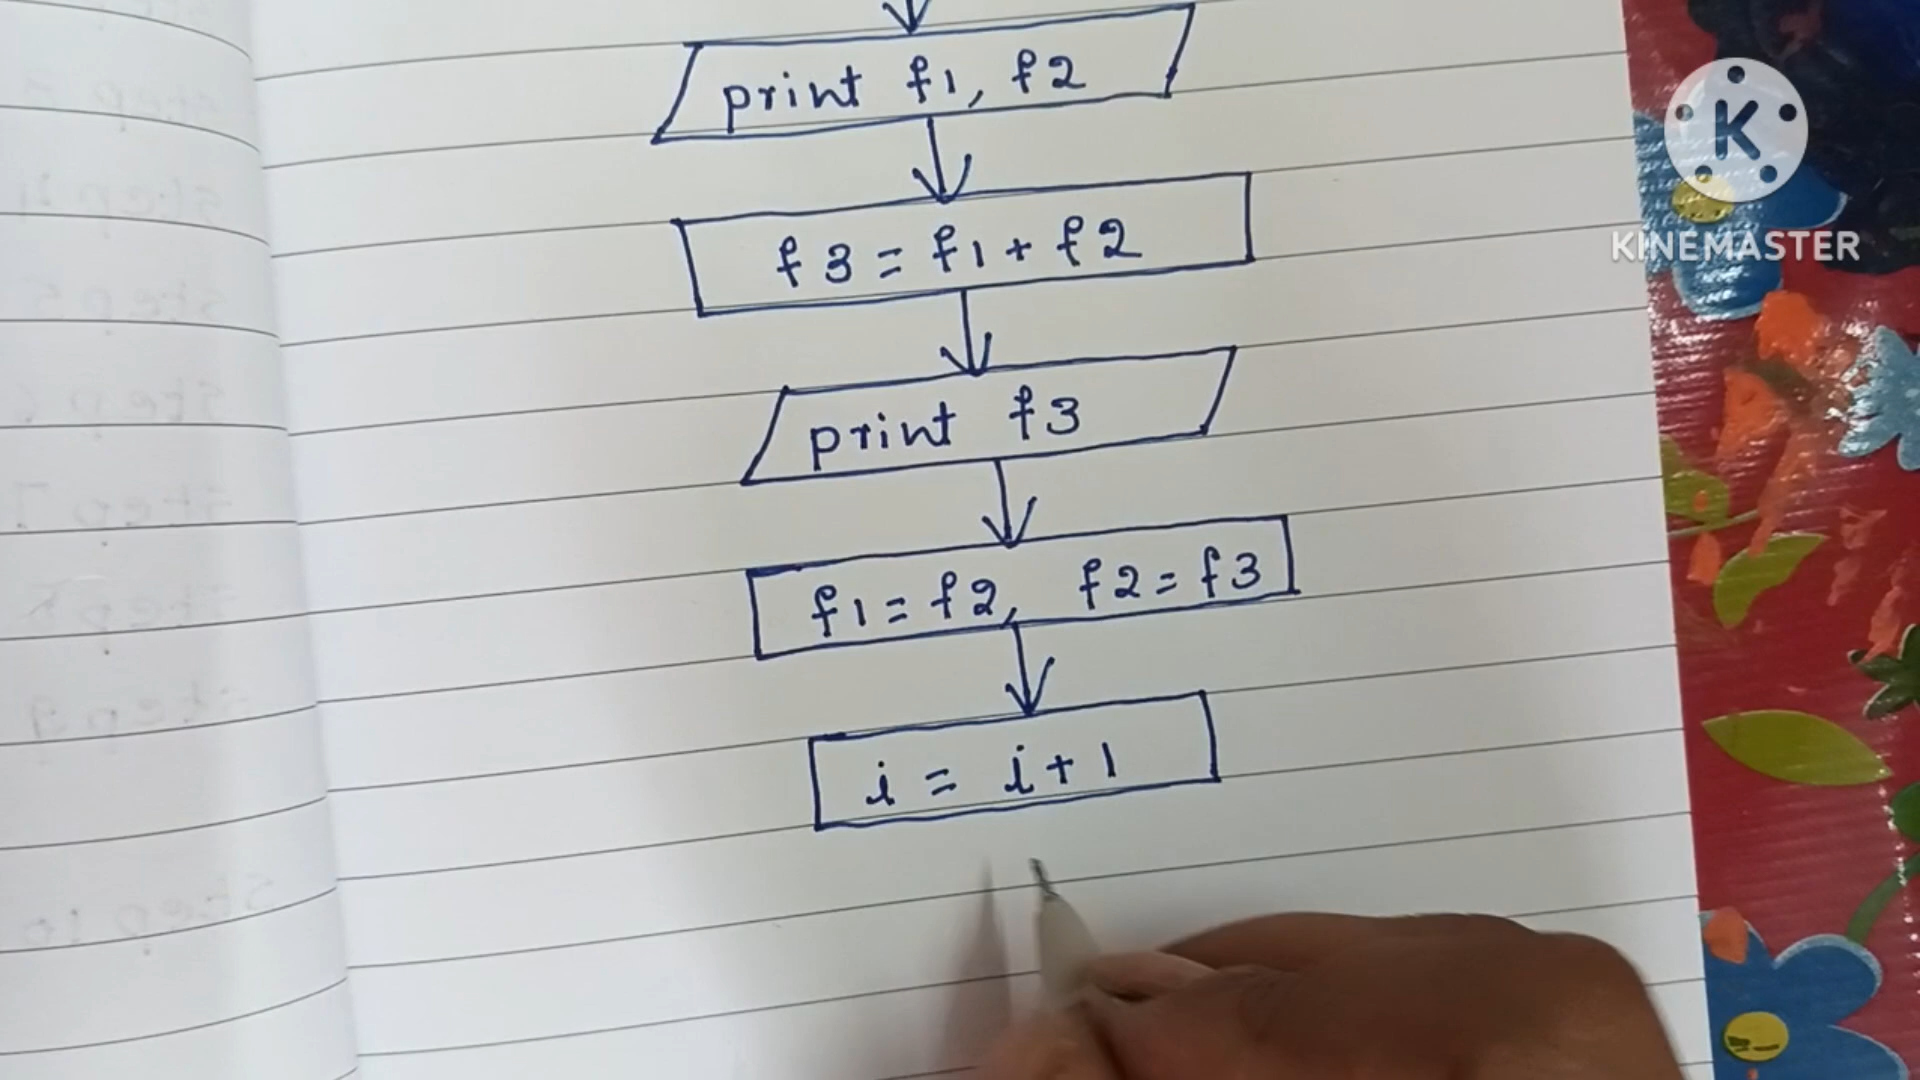 print f1, f2
f3 = f1 + f2
print f3
f1 = f2, f2 = f3
i = i + 1
K
KINEMASTER